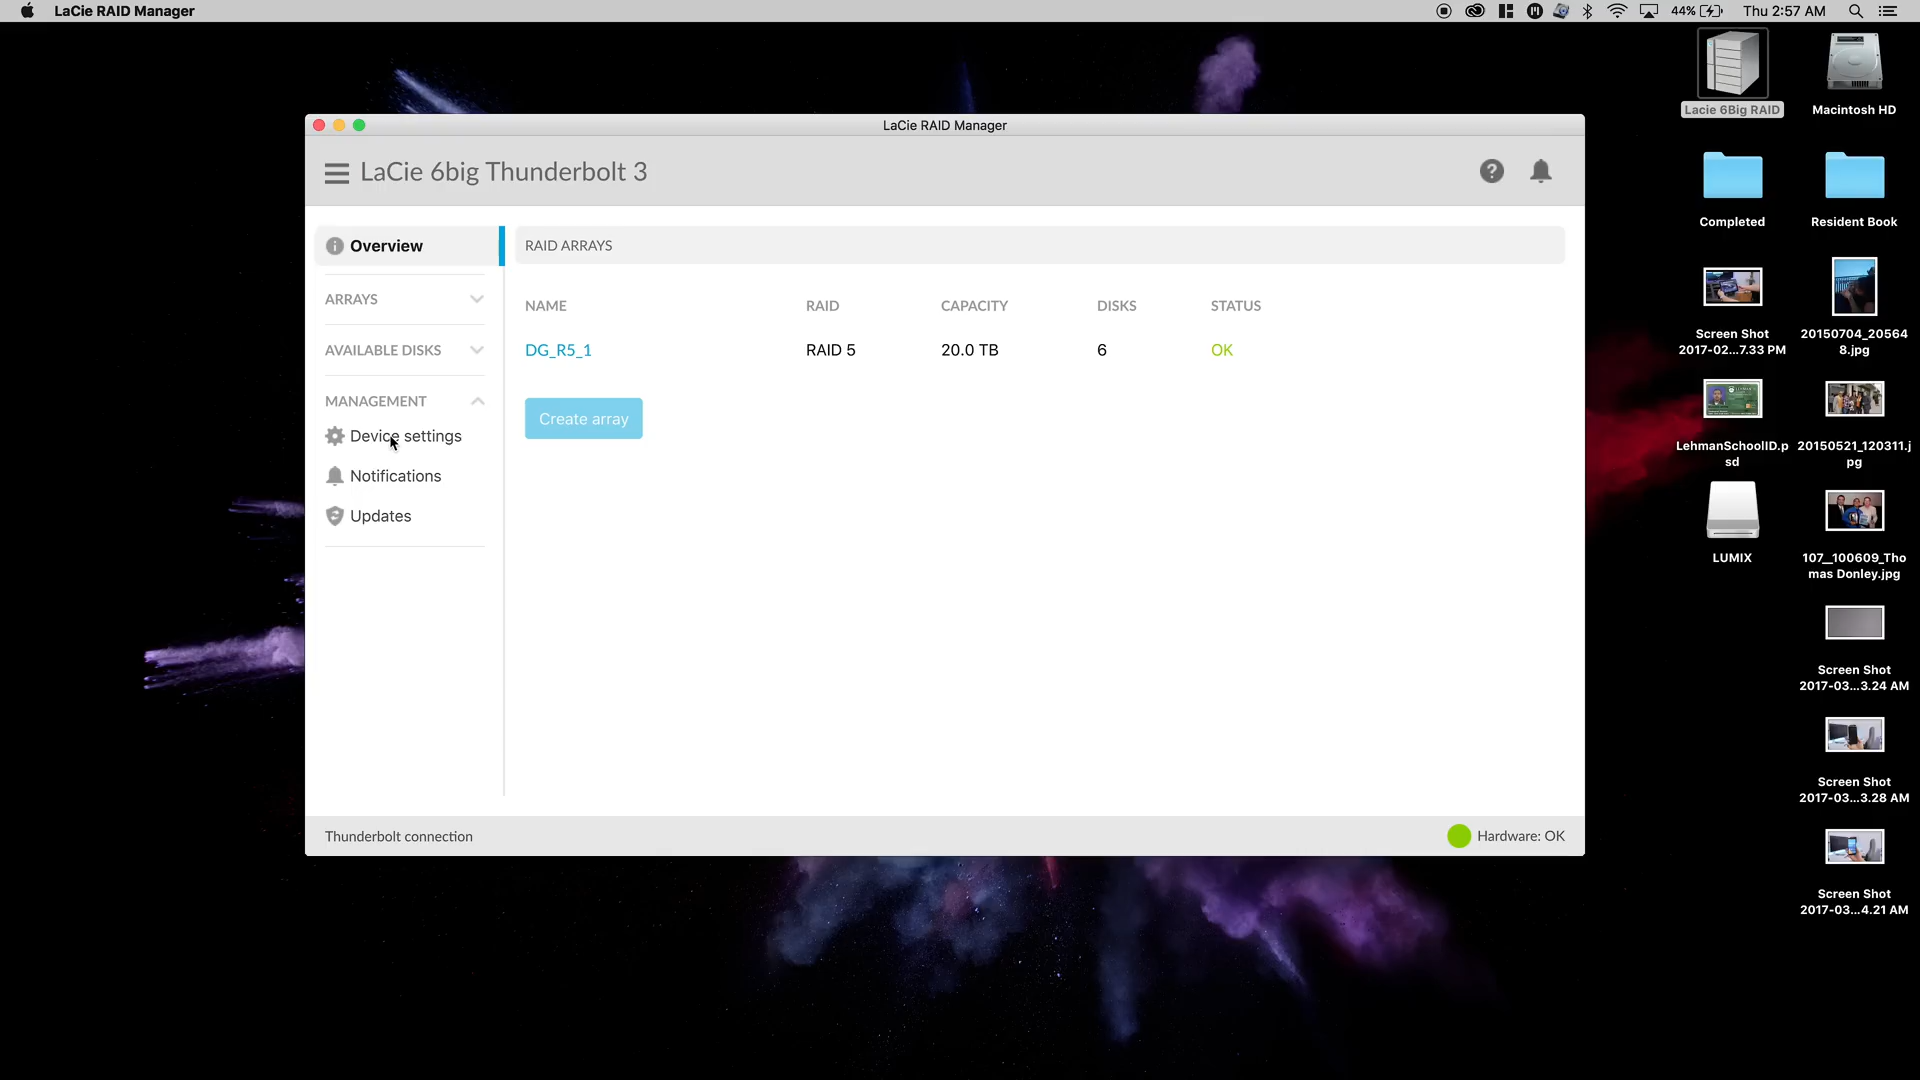 LaCie RAID Manager
44%
Thu 2:57 AM
LaCie RAID Manager
LaCie 6big Thunderbolt 3
Overview
ARRAYS
AVAILABLE DISKS
MANAGEMENT
Device settings
Notifications
Updates
RAID ARRAYS
NAME RAID CAPACITY DISKS STATUS
DG_R5_1 RAID 5 20.0 TB 6 OK
Create array
Thunderbolt connection
Hardware: OK
Lacie 6Big RAID
Macintosh HD
Completed
Resident Book
Screen Shot
2017-02...7.33 PM
20150704_20564
8.jpg
LehmanSchoolID.p
sd
20150521_120311.j
pg
LUMIX
107__100609_Tho
mas Donley.jpg
Screen Shot
2017-03...3.24 AM
Screen Shot
2017-03...3.28 AM
Screen Shot
2017-03...4.21 AM